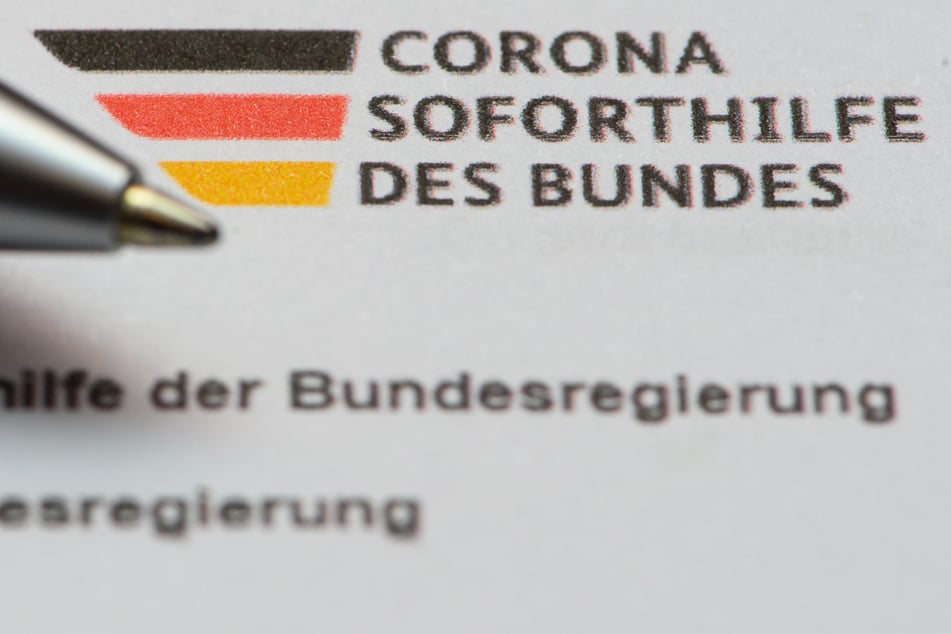 CORONA
SOFORTHILFE
DES BUNDES
hilfe der Bundesregierung
esregierung